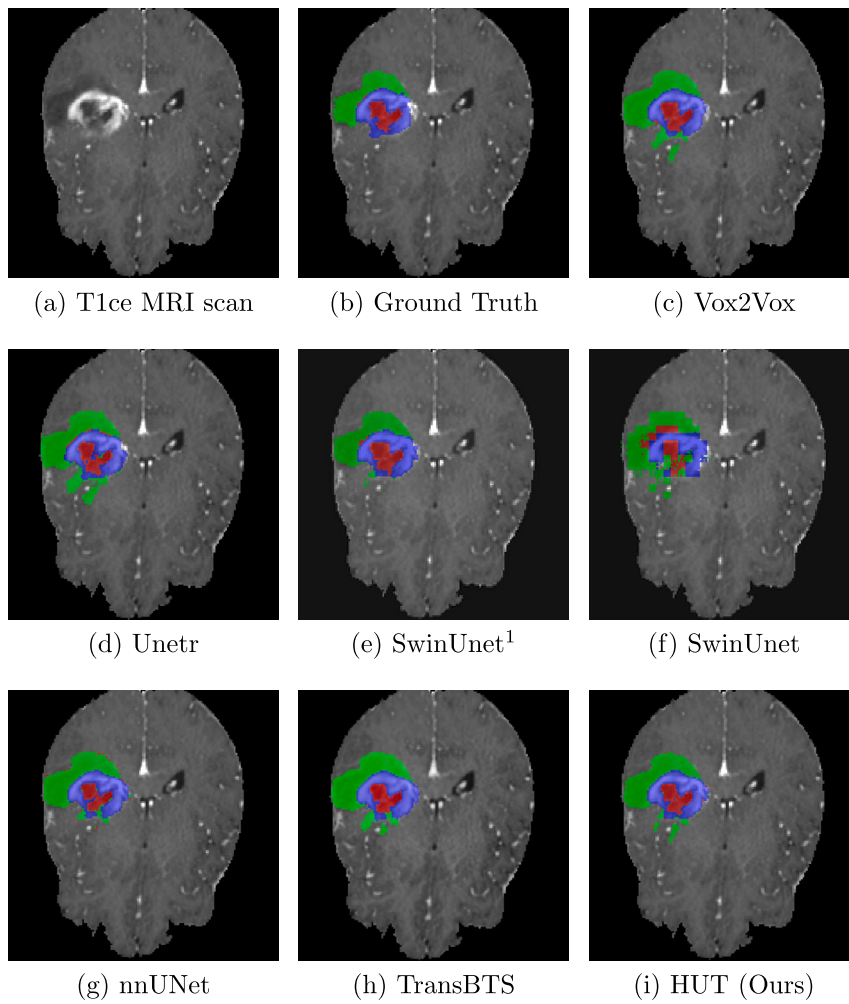 (a) T1ce MRI scan
(b) Ground Truth
(c) Vox2Vox
(d) Unetr
(e) SwinUnet¹
(f) SwinUnet
(g) nnUNet
(h) TransBTS
(i) HUT (Ours)